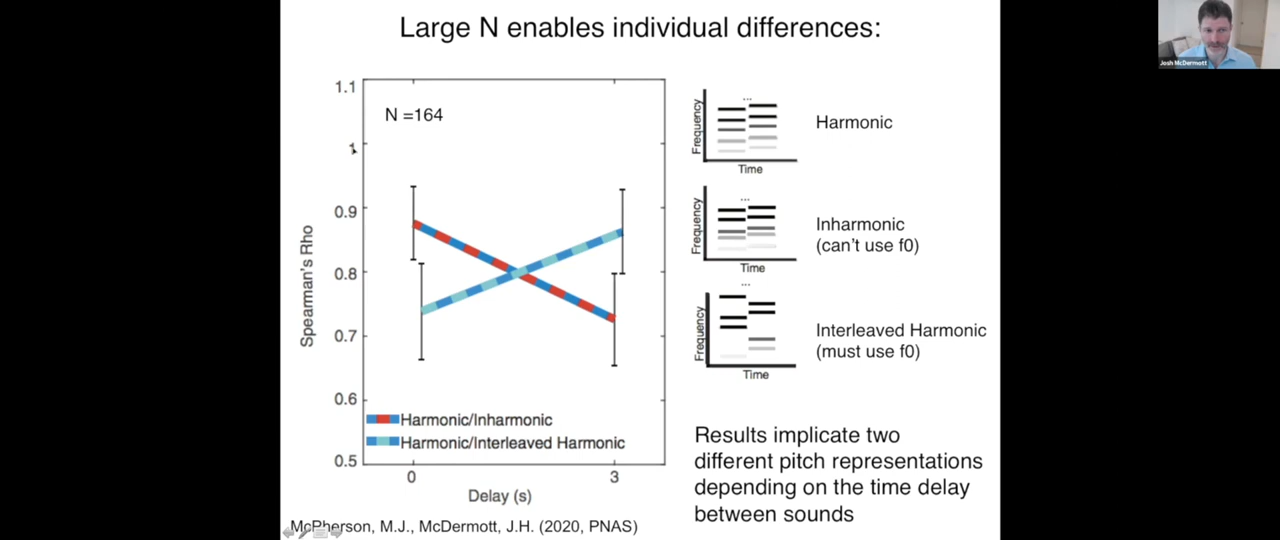 Large N enables individual differences:
Josh McDermott
1.1
1
0.9
0.8
0.7
0.6
0.5
Spearman's Rho
N =164
Harmonic/Inharmonic
Harmonic/Interleaved Harmonic
0
3
Delay (s)
McPherson, M.J., McDermott, J.H. (2020, PNAS)
...
Frequency
Time
Harmonic
...
Frequency
Time
Inharmonic
(can't use f0)
...
Frequency
Time
Interleaved Harmonic
(must use f0)
Results implicate two
different pitch representations
depending on the time delay
between sounds